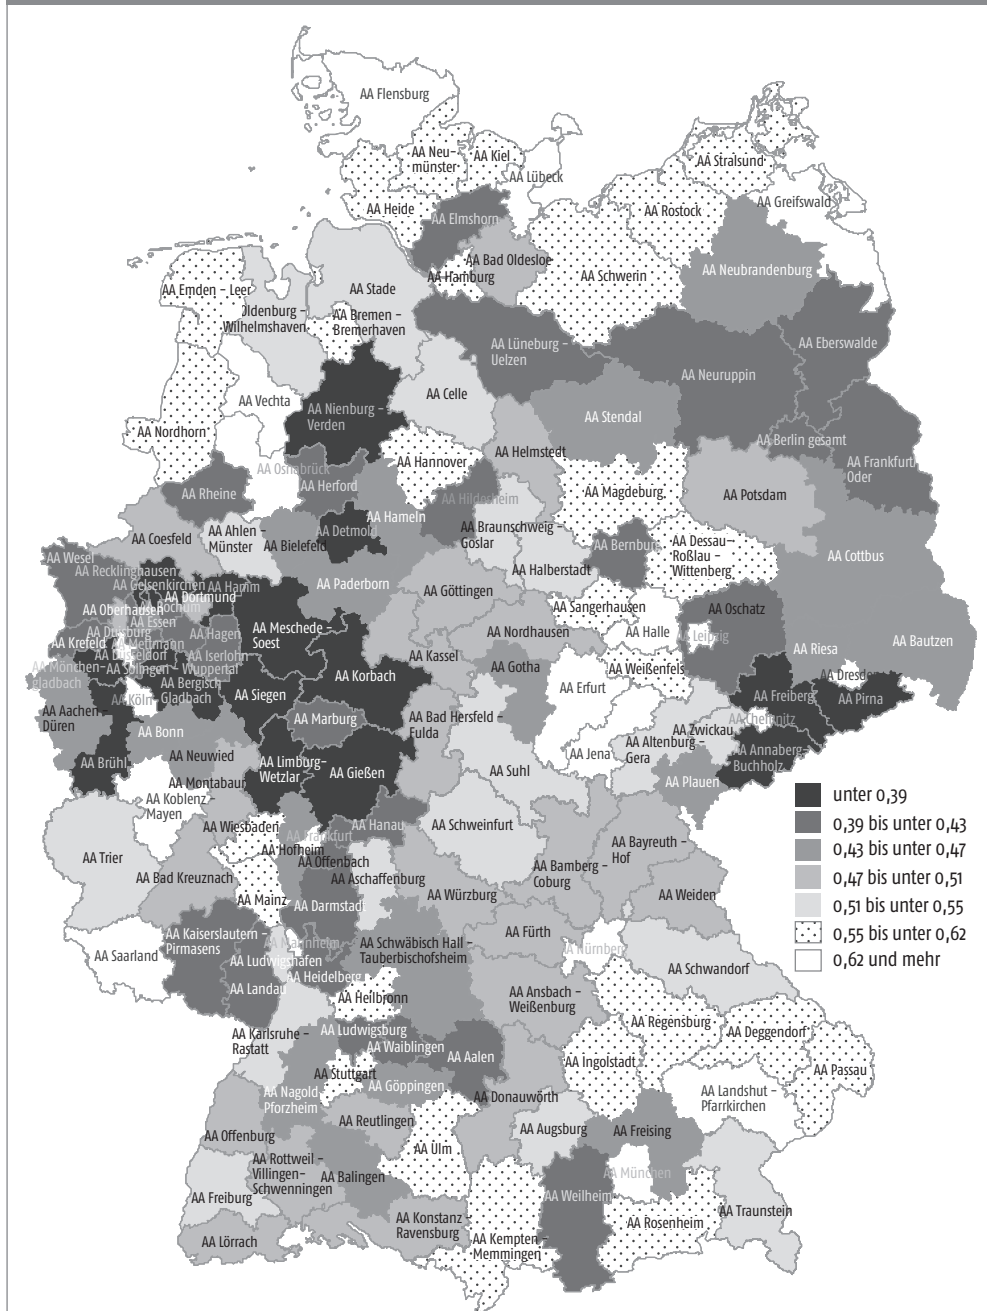 AA Flensburg
AA Neu–
münster
AA Kiel
AA Lübeck
AA Stralsund
AA Heide
AA Elmshorn
AA Rostock
AA Greifswald
AA Hamburg
AA Bad Oldesloe
AA Schwerin
AA Neubrandenburg
AA Emden – Leer
AA Stade
Oldenburg –
Wilhelmshaven
AA Bremen –
Bremerhaven
AA Lüneburg –
Uelzen
AA Eberswalde
AA Neuruppin
AA Vechta
AA Nienburg –
Verden
AA Celle
AA Stendal
AA Nordhorn
AA Berlin gesamt
AA Osnabrück
AA Hannover
AA Helmstedt
AA Frankfurt/
Oder
AA Rheine
AA Herford
AA Hildesheim
AA Magdeburg
AA Potsdam
AA Hameln
AA Coesfeld
AA Ahlen –
Münster
AA Bielefeld
AA Detmold
AA Braunschweig –
Goslar
AA Bernburg
AA Dessau–
Roßlau –
Wittenberg
AA Cottbus
AA Wesel
AA Recklinghausen
AA Gelsenkirchen
AA Hamm
AA Paderborn
AA Halberstadt
AA Göttingen
AA Dortmund
AA Oberhausen
AA Bochum
AA Essen
AA Sangerhausen
AA Oschatz
AA Duisburg
AA Hagen
AA Meschede –
Soest
AA Nordhausen
AA Halle
AA Leipzig
AA Krefeld
AA Mettmann
AA Düsseldorf
AA Iserlohn
AA Riesa
AA Bautzen
AA Mönchen–
gladbach
AA Solingen –
Wuppertal
AA Kassel
AA Gotha
AA Weißenfels
AA Korbach
AA Dresden
AA Bergisch
Gladbach
AA Siegen
AA Erfurt
AA Freiberg
AA Pirna
AA Köln
AA Aachen –
Düren
AA Marburg
AA Bad Hersfeld –
Fulda
AA Chemnitz
AA Bonn
AA Zwickau
AA Altenburg –
Gera
AA Jena
AA Annaberg–
Buchholz
AA Brühl
AA Neuwied
AA Limburg–
Wetzlar
AA Gießen
AA Suhl
AA Plauen
AA Montabaur
AA Koblenz –
Mayen
AA Wiesbaden
AA Frankfurt
AA Hanau
AA Schweinfurt
AA Hofheim
AA Offenbach
AA Bayreuth –
Hof
AA Trier
AA Bad Kreuznach
AA Aschaffenburg
AA Bamberg –
Coburg
AA Mainz
AA Darmstadt
AA Würzburg
AA Weiden
AA Kaiserslautern –
Pirmasens
AA Mannheim
AA Schwäbisch Hall –
Tauberbischofsheim
AA Fürth
AA Nürnberg
AA Saarland
AA Ludwigshafen
AA Heidelberg
AA Schwandorf
AA Landau
AA Heilbronn
AA Ansbach –
Weißenburg
AA Regensburg
AA Deggendorf
AA Karlsruhe –
Rastatt
AA Ludwigsburg
AA Waiblingen
AA Aalen
AA Ingolstadt
AA Passau
AA Stuttgart
AA Göppingen
AA Nagold–
Pforzheim
AA Donauwörth
AA Landshut –
Pfarrkirchen
AA Reutlingen
AA Offenburg
AA Augsburg
AA Freising
AA Ulm
AA Rottweil –
Villingen–
Schwenningen
AA Balingen
AA München
AA Freiburg
AA Weilheim
AA Traunstein
AA Konstanz –
Ravensburg
AA Rosenheim
AA Lörrach
AA Kempten –
Memmingen
unter 0,39
0,39 bis unter 0,43
0,43 bis unter 0,47
0,47 bis unter 0,51
0,51 bis unter 0,55
0,55 bis unter 0,62
0,62 und mehr